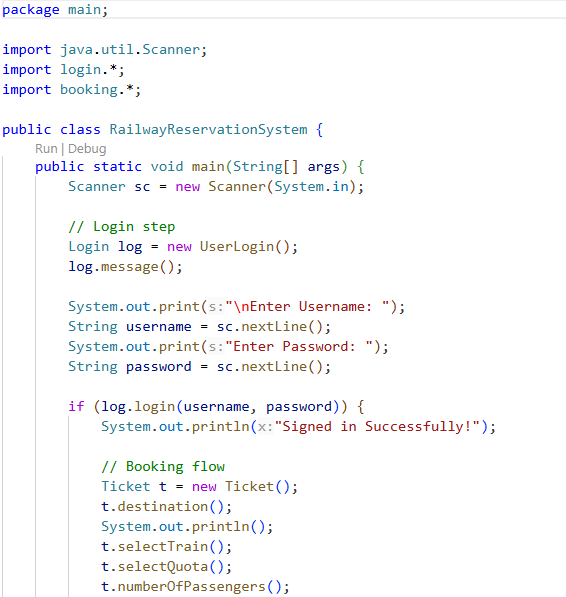 package main;
import java.util.Scanner;
import login.*;
import booking.*;
public class RailwayReservationSystem {
Run | Debug
public static void main(String[] args) {
Scanner sc = new Scanner(System.in);
// Login step
Login log = new UserLogin();
log.message();
System.out.print(s:"\nEnter Username: ");
String username = sc.nextLine();
System.out.print(s:"Enter Password: ");
String password = sc.nextLine();
if (log.login(username, password)) {
System.out.println(x:"Signed in Successfully!");
// Booking flow
Ticket t = new Ticket();
t.destination();
System.out.println();
t.selectTrain();
t.selectQuota();
t.numberOfPassengers();